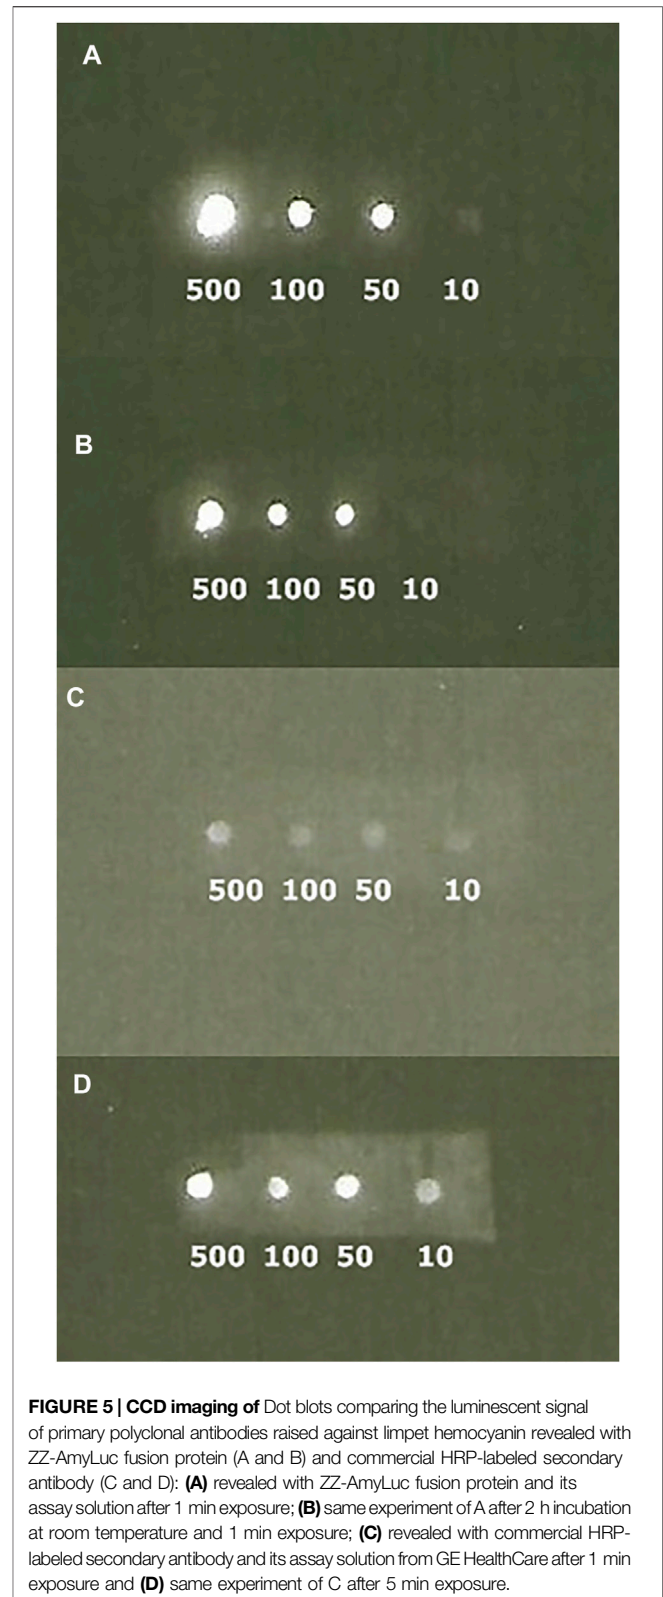 A
500 100 50 10
B
500 100 50 10
C
500 100 50 10
D
500 100 50 10
FIGURE 5 | CCD imaging of Dot blots comparing the luminescent signal
of primary polyclonal antibodies raised against limpet hemocyanin revealed with
ZZ-AmyLuc fusion protein (A and B) and commercial HRP-labeled secondary
antibody (C and D): (A) revealed with ZZ-AmyLuc fusion protein and its
assay solution after 1 min exposure; (B) same experiment of A after 2 h incubation
at room temperature and 1 min exposure; (C) revealed with commercial HRP-
labeled secondary antibody and its assay solution from GE HealthCare after 1 min
exposure and (D) same experiment of C after 5 min exposure.